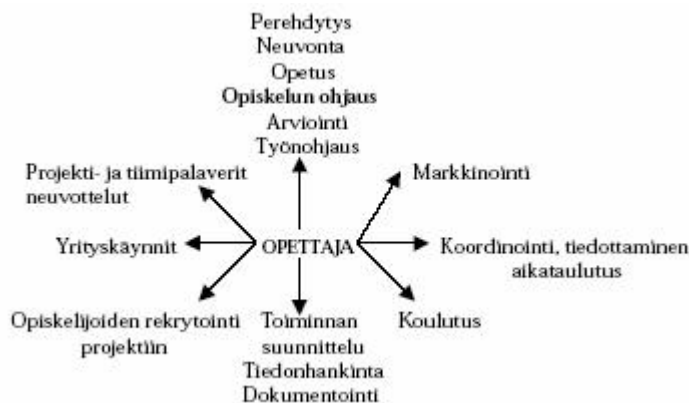 Perehdytys
Neuvonta
Opetus
Opiskelun ohjaus
Arviointi
Työnohjaus
Projekti- ja tiimipalaverit
neuvottelut
Markkinointi
Yrityskäynnit
OPETTAJA
Koordinointi, tiedottaminen
aikataulutus
Opiskelijoiden rekrytointi
projektiin
Toiminnan
suunnittelu
Tiedonhankinta
Dokumentointi
Koulutus